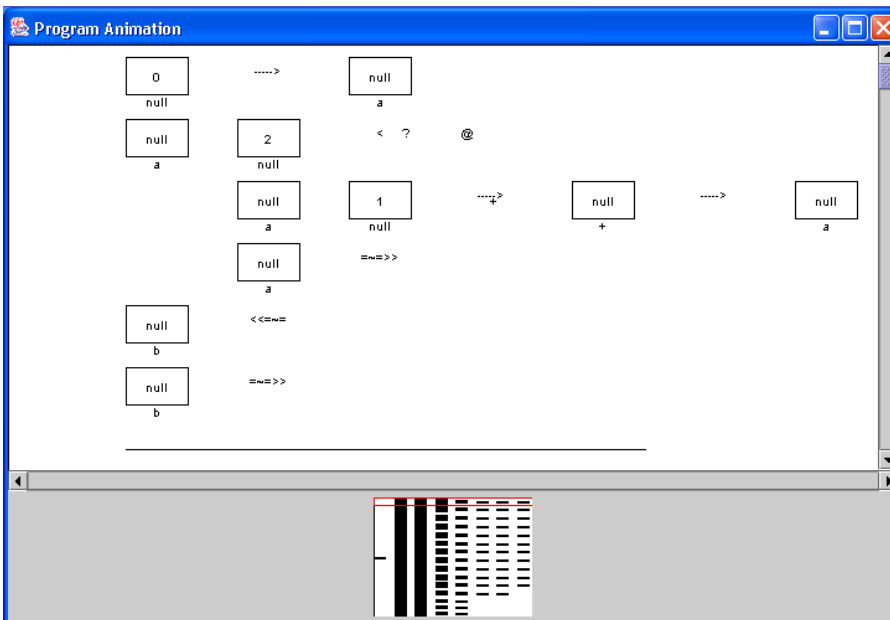 Program Animation
0 -----> null
null a
null 2 < ? @
a null
null 1 -----> + null -----> null
a null + a
null =~=>>
a
null <<=~=
b
null =~=>>
b